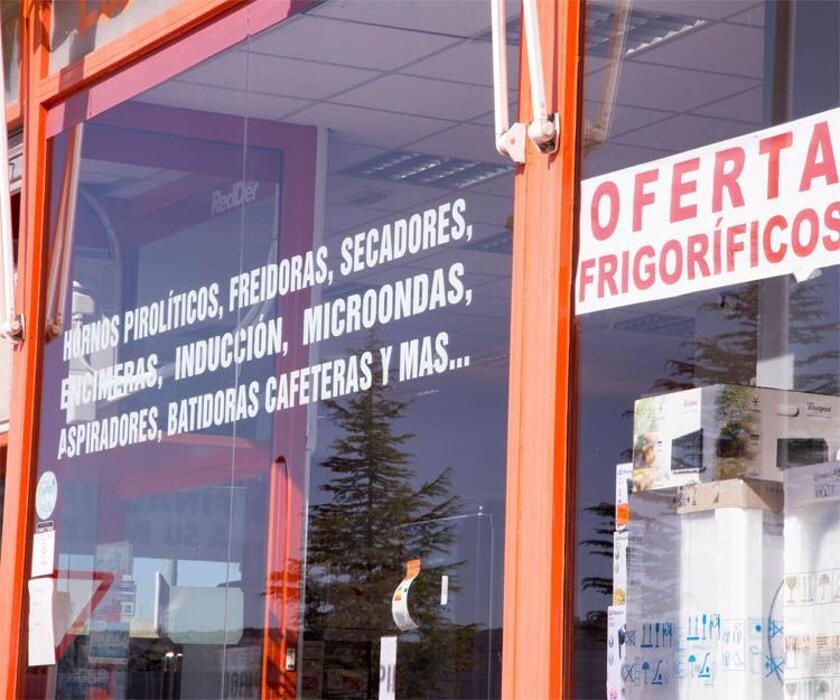 RedDer
HORNOS PIROLÍTICOS, FREIDORAS, SECADORES,
ENCIMERAS, INDUCCIÓN, MICROONDAS,
ASPIRADORES, BATIDORAS CAFETERAS Y MAS...
OFERTA
FRIGORÍFICOS
Whirlpool